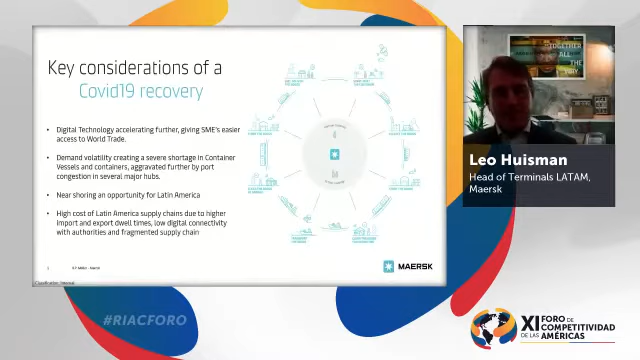 Key considerations of a
Covid19 recovery
• Digital Technology accelerating further, giving SME's easier
access to World Trade.
• Demand volatility creating a severe shortage in Container
Vessels and containers, aggravated further by port
congestion in several major hubs.
• Near shoring an opportunity for Latin America
• High cost of Latin America supply chains due to higher
import and export dwell times, low digital connectivity
with authorities and fragmented supply chain
MAERSK
TOGETHER
ALL
THE
WAY
Leo Huisman
Head of Terminals LATAM,
Maersk
#RIACFORO
XI FORO DE
COMPETITIVIDAD
DE LAS AMÉRICAS